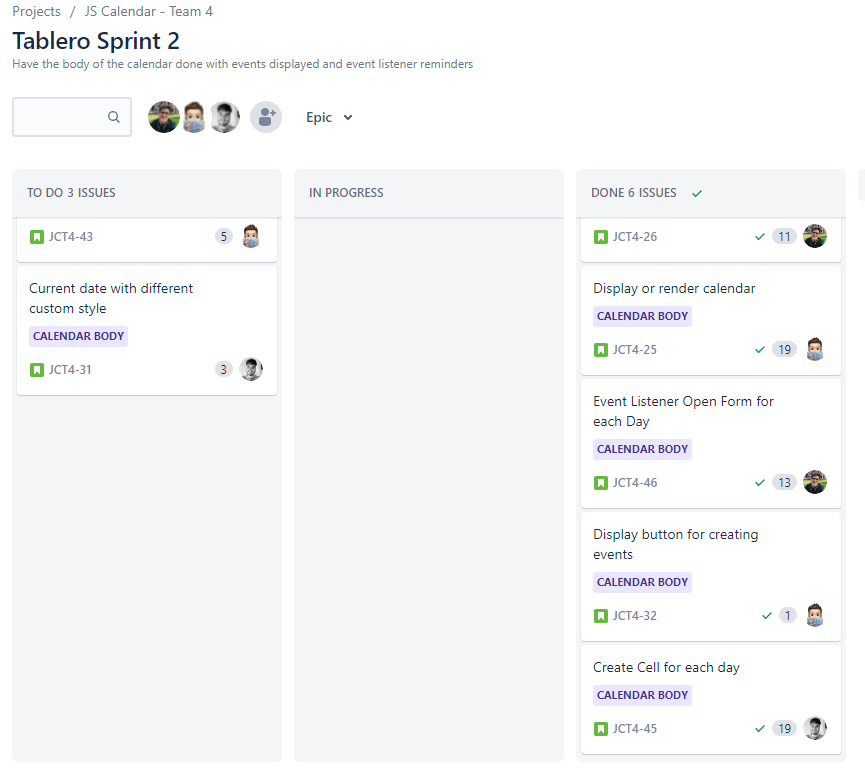 Projects / JS Calendar - Team 4
Tablero Sprint 2
Have the body of the calendar done with events displayed and event listener reminders
Epic
TO DO 3 ISSUES
JCT4-43
5
Current date with different
custom style
CALENDAR BODY
JCT4-31
3
IN PROGRESS
DONE 6 ISSUES
JCT4-26
11
Display or render calendar
CALENDAR BODY
JCT4-25
19
Event Listener Open Form for
each Day
CALENDAR BODY
JCT4-46
13
Display button for creating
events
CALENDAR BODY
JCT4-32
1
Create Cell for each day
CALENDAR BODY
JCT4-45
19